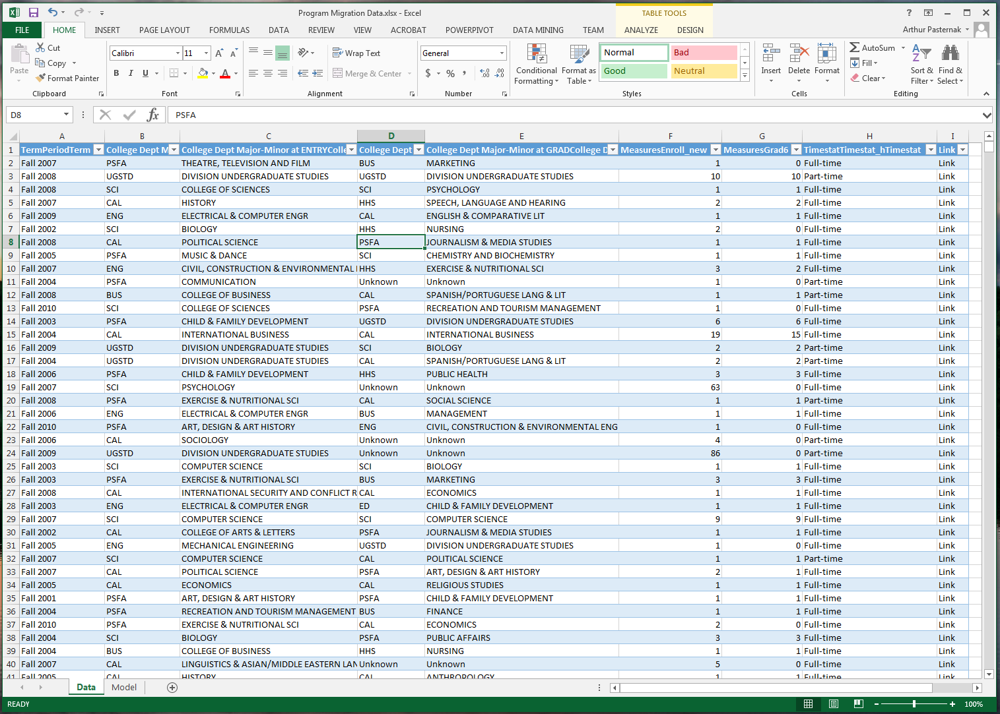 Program Migration Data.xlsx - Excel
TABLE TOOLS
FILE HOME INSERT PAGE LAYOUT FORMULAS DATA REVIEW VIEW ACROBAT POWERPIVOT DATA MINING TEAM ANALYZE DESIGN Arthur Pasternak
Paste
Cut
Copy
Format Painter
Clipboard
Calibri 11
B I U
Font
Wrap Text
Merge & Center
Alignment
General
$ % ,
Number
Conditional Formatting
Format as Table
Normal Bad
Good Neutral
Styles
Insert Delete Format
Cells
AutoSum
Fill
Clear
Sort & Filter
Find & Select
Editing
D8 fx PSFA
A B C D E F G H I
1 TermPeriodTerm College Dept M College Dept Major-Minor at ENTRYColle College Dept College Dept Major-Minor at GRADCollege D MeasuresEnroll_new MeasuresGrad6 TimestatTimestat_hTimestat Link
2 Fall 2007 PSFA THEATRE, TELEVISION AND FILM BUS MARKETING 1 0 Full-time Link
3 Fall 2008 UGSTD DIVISION UNDERGRADUATE STUDIES UGSTD DIVISION UNDERGRADUATE STUDIES 10 10 Part-time Link
4 Fall 2008 SCI COLLEGE OF SCIENCES SCI PSYCHOLOGY 1 1 Full-time Link
5 Fall 2007 CAL HISTORY HHS SPEECH, LANGUAGE AND HEARING 2 2 Full-time Link
6 Fall 2009 ENG ELECTRICAL & COMPUTER ENGR CAL ENGLISH & COMPARATIVE LIT 1 1 Full-time Link
7 Fall 2002 SCI BIOLOGY HHS NURSING 2 0 Full-time Link
8 Fall 2008 CAL POLITICAL SCIENCE PSFA JOURNALISM & MEDIA STUDIES 1 1 Full-time Link
9 Fall 2005 PSFA MUSIC & DANCE SCI CHEMISTRY AND BIOCHEMISTRY 1 1 Full-time Link
10 Fall 2007 ENG CIVIL, CONSTRUCTION & ENVIRONMENTAL HHS EXERCISE & NUTRITIONAL SCI 3 2 Full-time Link
11 Fall 2004 PSFA COMMUNICATION Unknown Unknown 1 0 Part-time Link
12 Fall 2008 BUS COLLEGE OF BUSINESS CAL SPANISH/PORTUGUESE LANG & LIT 1 1 Part-time Link
13 Fall 2010 SCI COLLEGE OF SCIENCES PSFA RECREATION AND TOURISM MANAGEMENT 1 0 Full-time Link
14 Fall 2003 PSFA CHILD & FAMILY DEVELOPMENT UGSTD DIVISION UNDERGRADUATE STUDIES 6 6 Full-time Link
15 Fall 2004 CAL INTERNATIONAL BUSINESS CAL INTERNATIONAL BUSINESS 19 15 Full-time Link
16 Fall 2009 UGSTD DIVISION UNDERGRADUATE STUDIES SCI BIOLOGY 2 2 Part-time Link
17 Fall 2004 UGSTD DIVISION UNDERGRADUATE STUDIES CAL SPANISH/PORTUGUESE LANG & LIT 2 2 Part-time Link
18 Fall 2006 PSFA CHILD & FAMILY DEVELOPMENT HHS PUBLIC HEALTH 3 3 Full-time Link
19 Fall 2007 SCI PSYCHOLOGY Unknown Unknown 63 0 Full-time Link
20 Fall 2008 PSFA EXERCISE & NUTRITIONAL SCI CAL SOCIAL SCIENCE 1 1 Part-time Link
21 Fall 2006 ENG ELECTRICAL & COMPUTER ENGR BUS MANAGEMENT 1 1 Full-time Link
22 Fall 2010 PSFA ART, DESIGN & ART HISTORY ENG CIVIL, CONSTRUCTION & ENVIRONMENTAL ENG 1 0 Full-time Link
23 Fall 2006 CAL SOCIOLOGY Unknown Unknown 4 0 Part-time Link
24 Fall 2009 UGSTD DIVISION UNDERGRADUATE STUDIES Unknown Unknown 86 0 Part-time Link
25 Fall 2003 SCI COMPUTER SCIENCE SCI BIOLOGY 1 1 Full-time Link
26 Fall 2003 PSFA EXERCISE & NUTRITIONAL SCI BUS MARKETING 3 3 Full-time Link
27 Fall 2008 CAL INTERNATIONAL SECURITY AND CONFLICT R CAL ECONOMICS 1 1 Full-time Link
28 Fall 2003 ENG ELECTRICAL & COMPUTER ENGR ED CHILD & FAMILY DEVELOPMENT 1 1 Full-time Link
29 Fall 2007 SCI COMPUTER SCIENCE SCI COMPUTER SCIENCE 9 9 Full-time Link
30 Fall 2002 CAL COLLEGE OF ARTS & LETTERS PSFA JOURNALISM & MEDIA STUDIES 1 1 Full-time Link
31 Fall 2005 ENG MECHANICAL ENGINEERING UGSTD DIVISION UNDERGRADUATE STUDIES 1 0 Full-time Link
32 Fall 2007 SCI COMPUTER SCIENCE CAL POLITICAL SCIENCE 1 1 Part-time Link
33 Fall 2007 CAL POLITICAL SCIENCE PSFA ART, DESIGN & ART HISTORY 2 1 Full-time Link
34 Fall 2005 CAL ECONOMICS CAL RELIGIOUS STUDIES 1 1 Full-time Link
35 Fall 2001 PSFA ART, DESIGN & ART HISTORY PSFA CHILD & FAMILY DEVELOPMENT 1 1 Full-time Link
36 Fall 2004 PSFA RECREATION AND TOURISM MANAGEMENT BUS FINANCE 1 1 Full-time Link
37 Fall 2010 PSFA EXERCISE & NUTRITIONAL SCI CAL ECONOMICS 2 0 Full-time Link
38 Fall 2004 SCI BIOLOGY PSFA PUBLIC AFFAIRS 3 3 Full-time Link
39 Fall 2004 BUS COLLEGE OF BUSINESS HHS NURSING 1 1 Full-time Link
40 Fall 2007 CAL LINGUISTICS & ASIAN/MIDDLE EASTERN LAN Unknown Unknown 5 0 Full-time Link
41 Fall 2005 CAL HISTORY CAL ANTHROPOLOGY 1 1 Full-time Link
Data Model
READY 100%